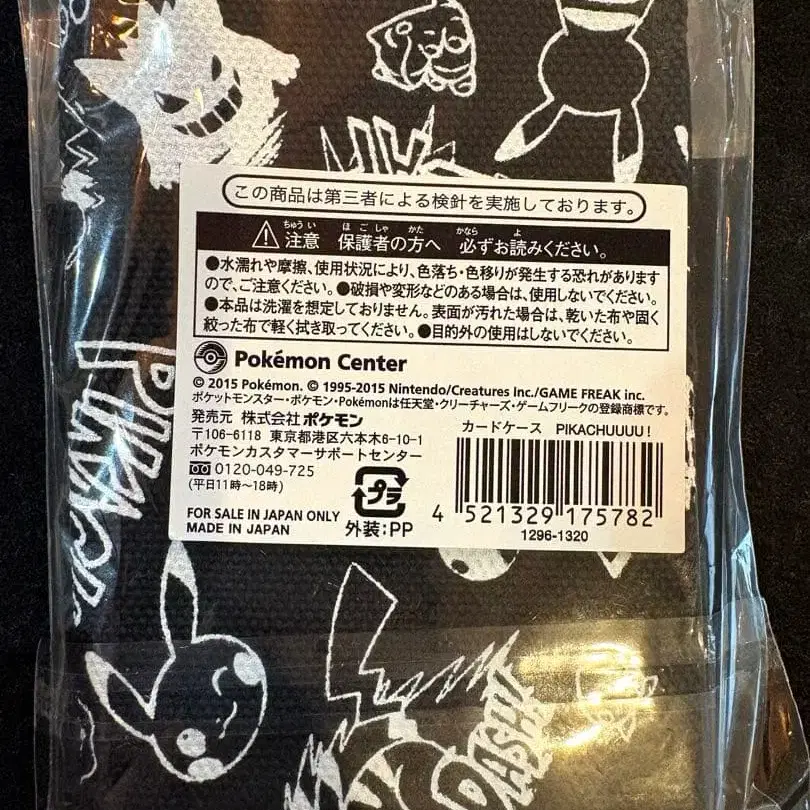 この商品は第三者による検針を実施しております。
注意 保護者の方へ 必ずお読みください。
●水濡れや摩擦、使用状況により、色落ち・色移りが発生する恐れがあります
ので、ご注意ください。●破損や変形などのある場合は、使用しないでください。
●本品は洗濯を想定しておりません。表面が汚れた場合は、乾いた布や固く
絞った布で軽く拭き取ってください。●目的外の使用はしないでください。
Pokémon Center
© 2015 Pokémon. © 1995-2015 Nintendo/Creatures Inc./GAME FREAK inc.
ポケットモンスター・ポケモン・Pokémonは任天堂・クリーチャーズ・ゲームフリークの登録商標です。
発売元 株式会社ポケモン
〒106-6118 東京都港区六本木6-10-1
ポケモンカスタマーサポートセンター
0120-049-725
(平日11時〜18時)
FOR SALE IN JAPAN ONLY
MADE IN JAPAN
プラ
外装:PP
カードケース PIKACHUUUU!
4 521329 175782
1296-1320